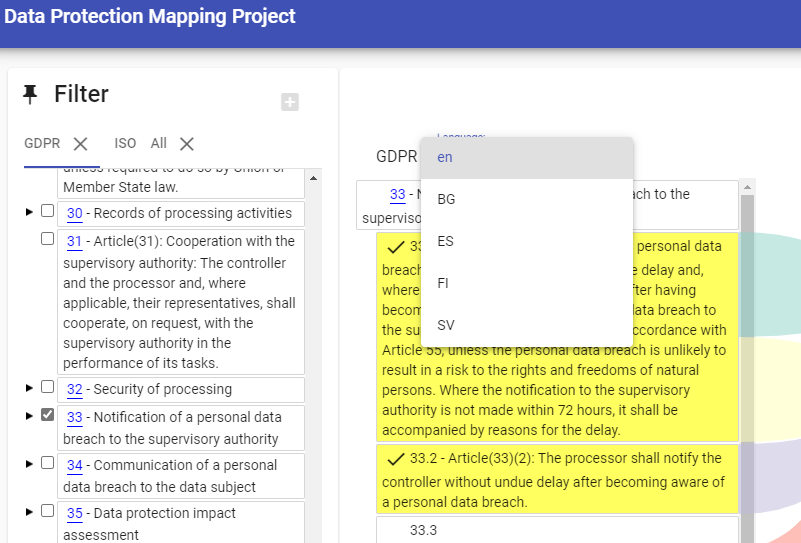 Data Protection Mapping Project
Filter
GDPR
ISO
All
unless required to do so by Union or
Member State law.
30 - Records of processing activities
31 - Article(31): Cooperation with the
supervisory authority: The controller
and the processor and, where
applicable, their representatives, shall
cooperate, on request, with the
supervisory authority in the
performance of its tasks.
32 - Security of processing
33 - Notification of a personal data
breach to the supervisory authority
34 - Communication of a personal
data breach to the data subject
35 - Data protection impact
assessment
Language:
GDPR
en
BG
ES
FI
SV
33 - N ach to the
superviso
33 personal data
breach e delay and,
where fter having
becom data breach to
the su ccordance with
Article 55, unless the personal data breach is unlikely to
result in a risk to the rights and freedoms of natural
persons. Where the notification to the supervisory
authority is not made within 72 hours, it shall be
accompanied by reasons for the delay.
33.2 - Article(33)(2): The processor shall notify the
controller without undue delay after becoming aware of
a personal data breach.
33.3